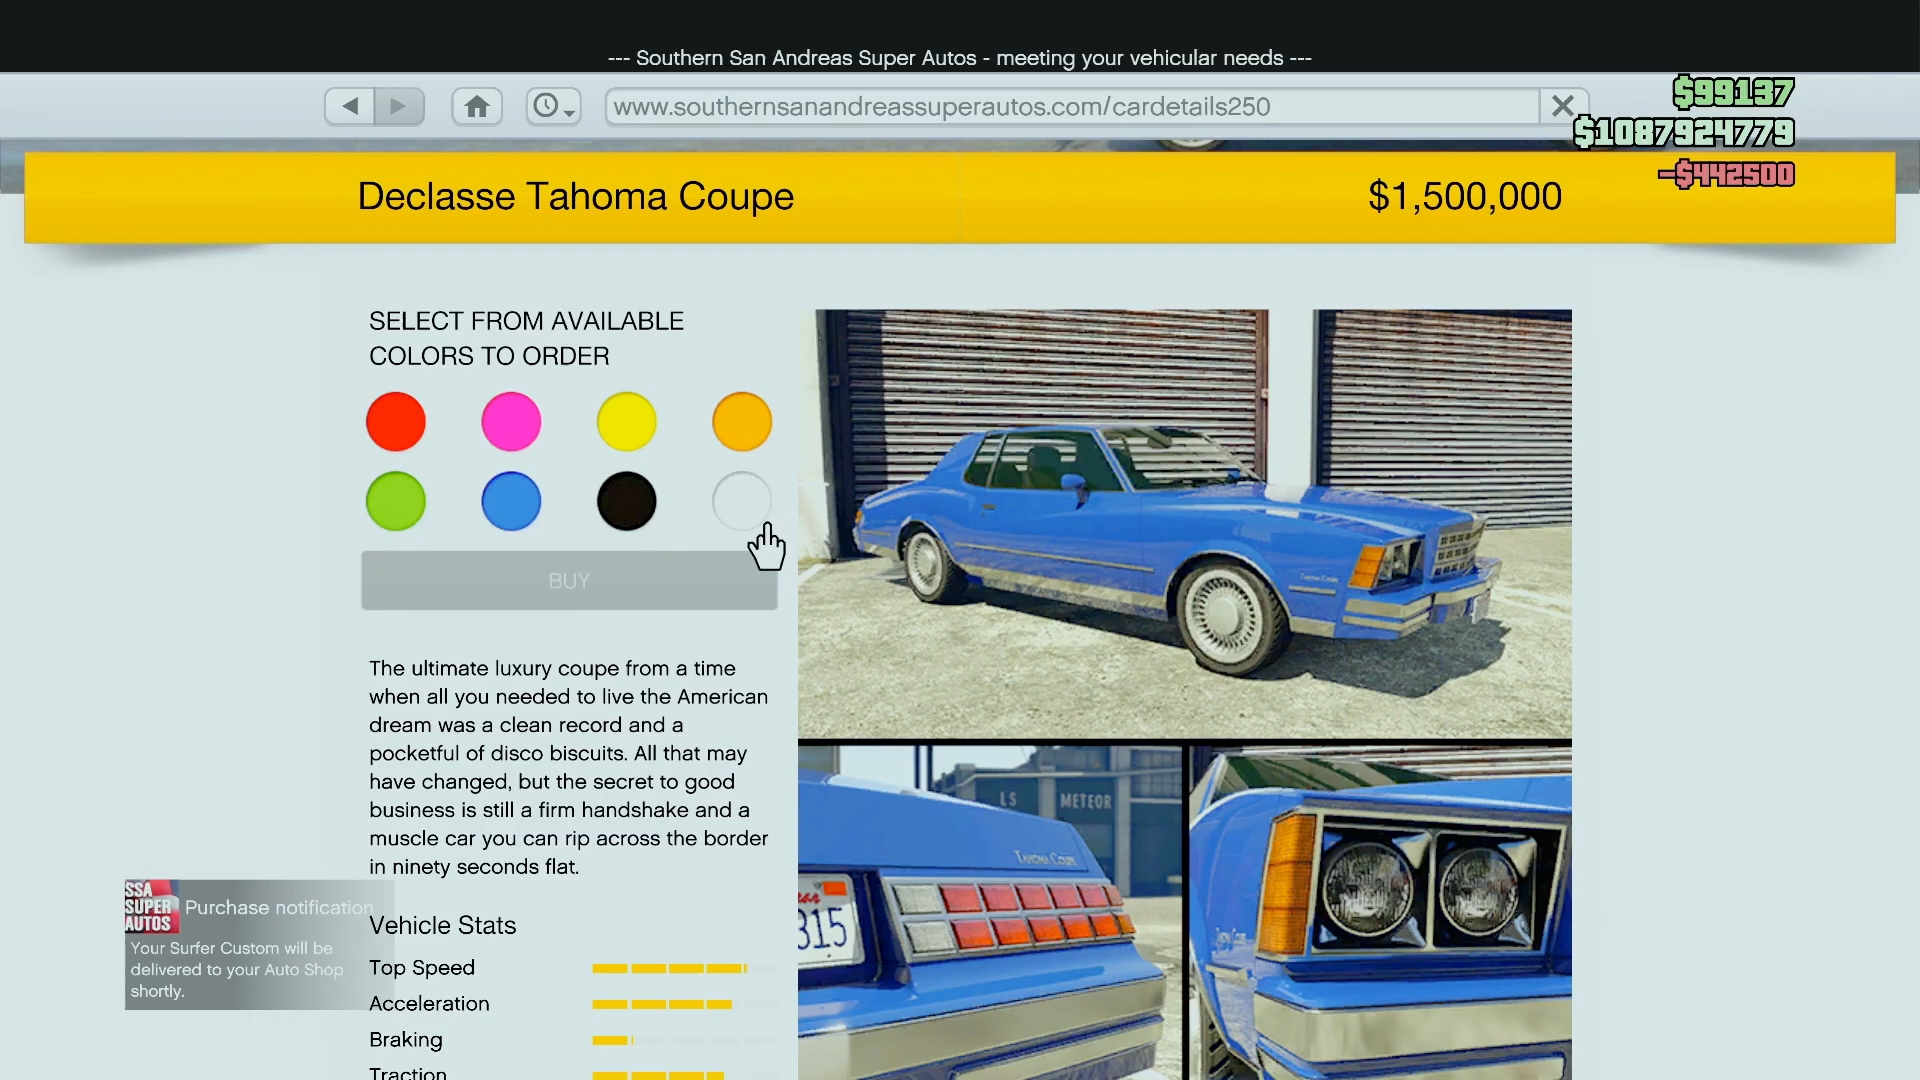 --- Southern San Andreas Super Autos - meeting your vehicular needs ---
www.southernsanandreassuperautos.com/cardetails250
$99137
$1087924779
-$442500
Declasse Tahoma Coupe
$1,500,000
SELECT FROM AVAILABLE
COLORS TO ORDER
BUY
The ultimate luxury coupe from a time
when all you needed to live the American
dream was a clean record and a
pocketful of disco biscuits. All that may
have changed, but the secret to good
business is still a firm handshake and a
muscle car you can rip across the border
in ninety seconds flat.
LS METEOR
TAHOMA COUPE
315
SSA
SUPER
AUTOS
Purchase notification
Your Surfer Custom will be
delivered to your Auto Shop
shortly.
Vehicle Stats
Top Speed
Acceleration
Braking
Traction